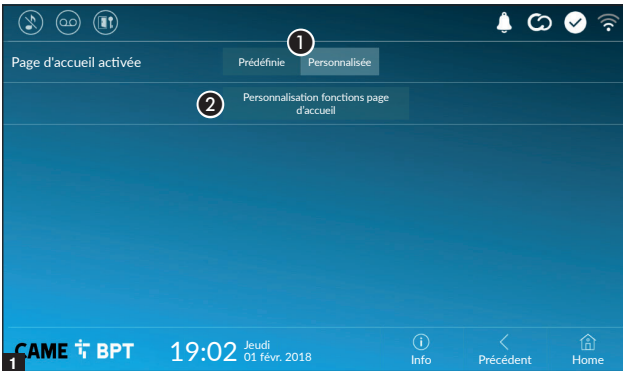 1
Page d'accueil activée
Prédéfinie Personnalisée
2
Personnalisation fonctions page
d'accueil
CAME BPT
19:02
Jeudi
01 févr. 2018
Info
Précédent
Home
1